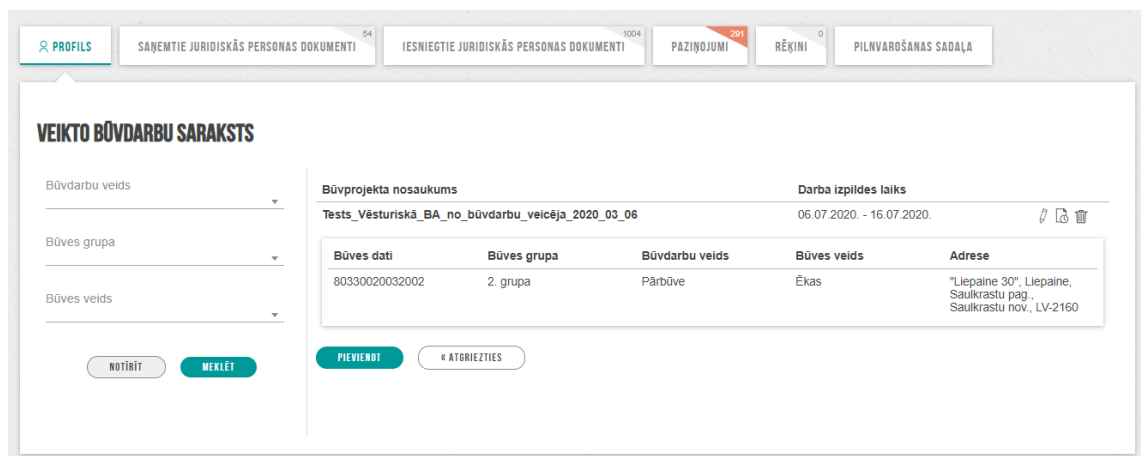 PROFILS
SAŅEMTIE JURIDISKĀS PERSONAS DOKUMENTI 54
IESNIEGTIE JURIDISKĀS PERSONAS DOKUMENTI 1004
PAZIŅOJUMI 291
RĒĶINI 0
PILNVAROŠANAS SADAĻA
VEIKTO BŪVDARBU SARAKSTS
Būvdarbu veids
Būves grupa
Būves veids
NOTĪRĪT MEKLĒT
Būvprojekta nosaukums Darba izpildes laiks
Tests_Vēsturiskā_BA_no_būvdarbu_veicēja_2020_03_06 06.07.2020. - 16.07.2020.
Būves dati Būves grupa Būvdarbu veids Būves veids Adrese
80330020032002 2. grupa Pārbūve Ēkas "Liepaine 30", Liepaine,
Saulkrastu pag.,
Saulkrastu nov., LV-2160
PIEVIENOT « ATGRIEZTIES